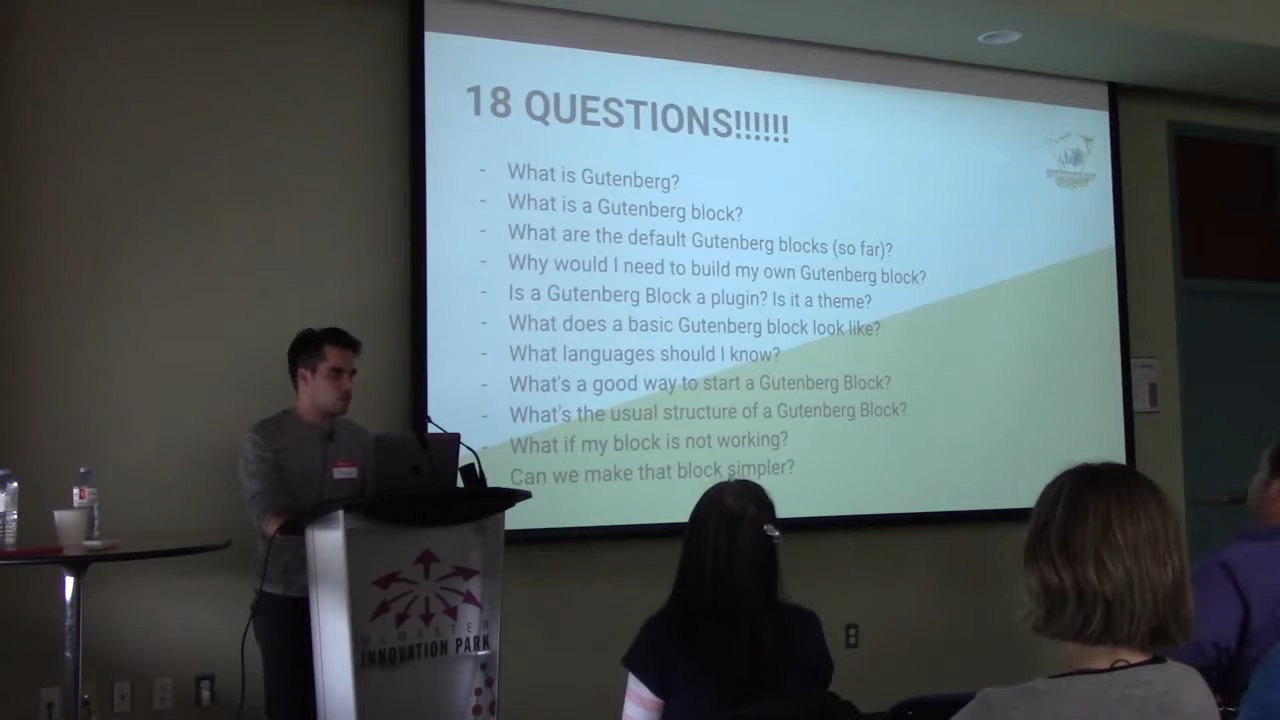 18 QUESTIONS!!!!!!
- What is Gutenberg?
- What is a Gutenberg block?
- What are the default Gutenberg blocks (so far)?
- Why would I need to build my own Gutenberg block?
- Is a Gutenberg Block a plugin? Is it a theme?
- What does a basic Gutenberg block look like?
- What languages should I know?
- What's a good way to start a Gutenberg Block?
- What's the usual structure of a Gutenberg Block?
- What if my block is not working?
Can we make that block simpler?
MCMASTER
INNOVATION PARK